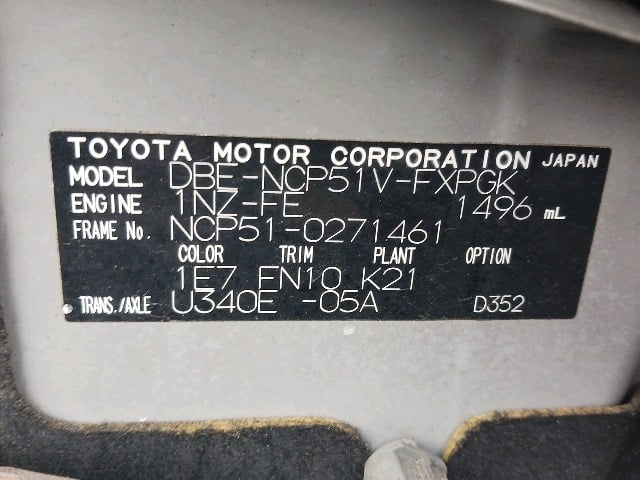 TOYOTA MOTOR CORPORATION JAPAN
MODEL DBE-NCP51V-FXPGK
ENGINE 1NZ-FE 1496 mL
FRAME No. NCP51-0271461
COLOR TRIM PLANT OPTION
1E7 FN10 K21
TRANS./AXLE U340E -05A D352